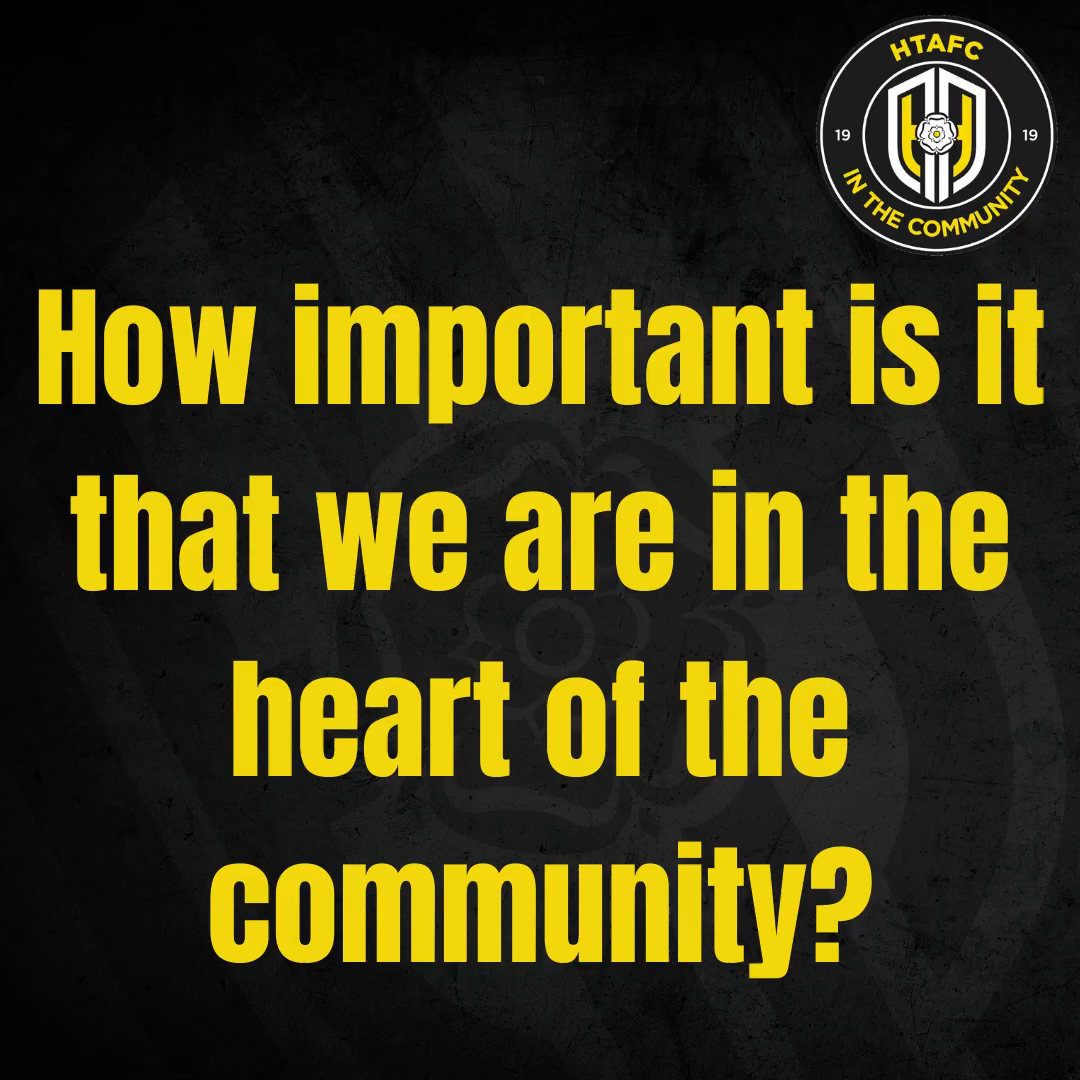 HTAFC
19 19
IN THE COMMUNITY
How important is it
that we are in the
heart of the
community?